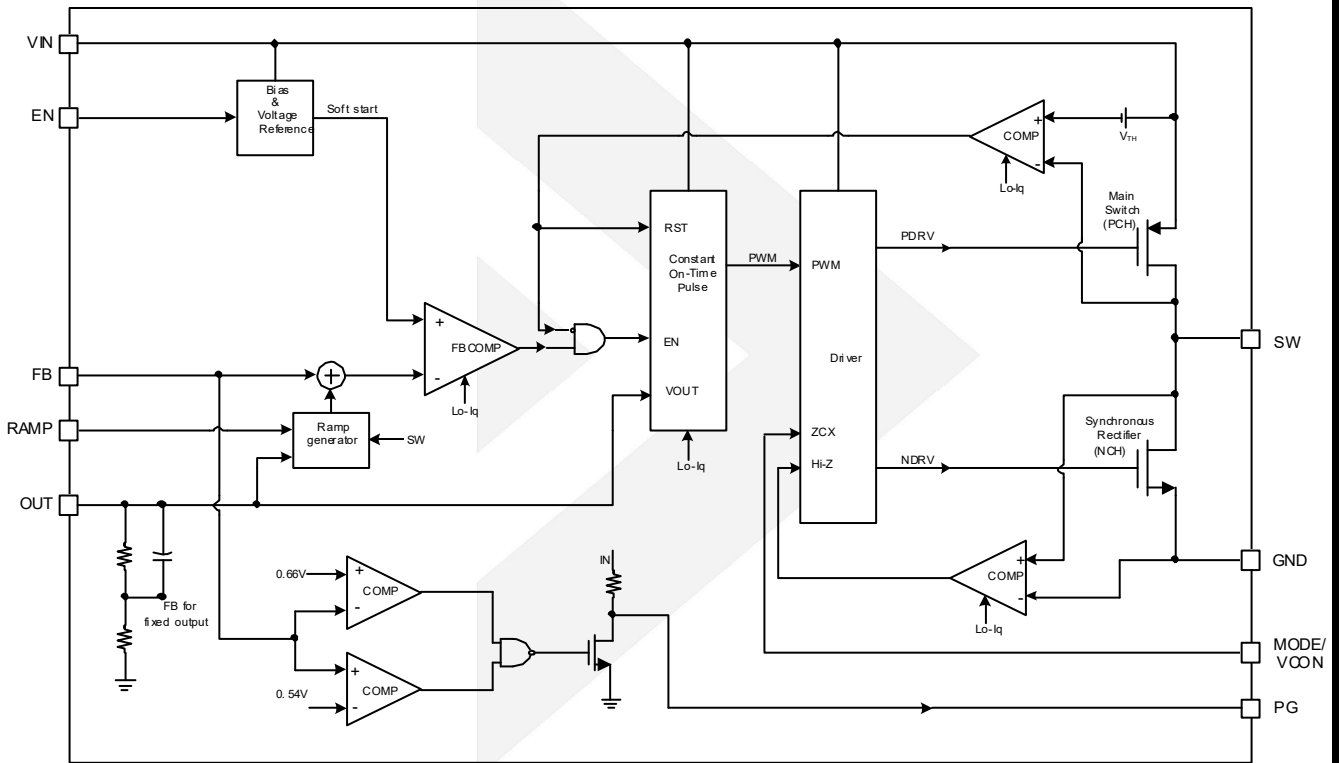 VIN
EN
Bias
&
Voltage
Reference
Soft start
+
COMP
-
VTH
Lo-Iq
Main
Switch
(PCH)
RST
Constant
On-Time
Pulse
PWM
PWM
PDRV
+
FBCOMP
-
Lo-Iq
EN
VOUT
Lo-Iq
Driver
SW
FB
+
RAMP
Ramp
generator
SW
ZCX
Hi-Z
NDRV
Synchronous
Rectifier
(NCH)
OUT
FB for
fixed output
0.66V
+
COMP
-
IN
+
COMP
-
Lo-Iq
GND
0.54V
+
COMP
-
MODE/
VCON
PG